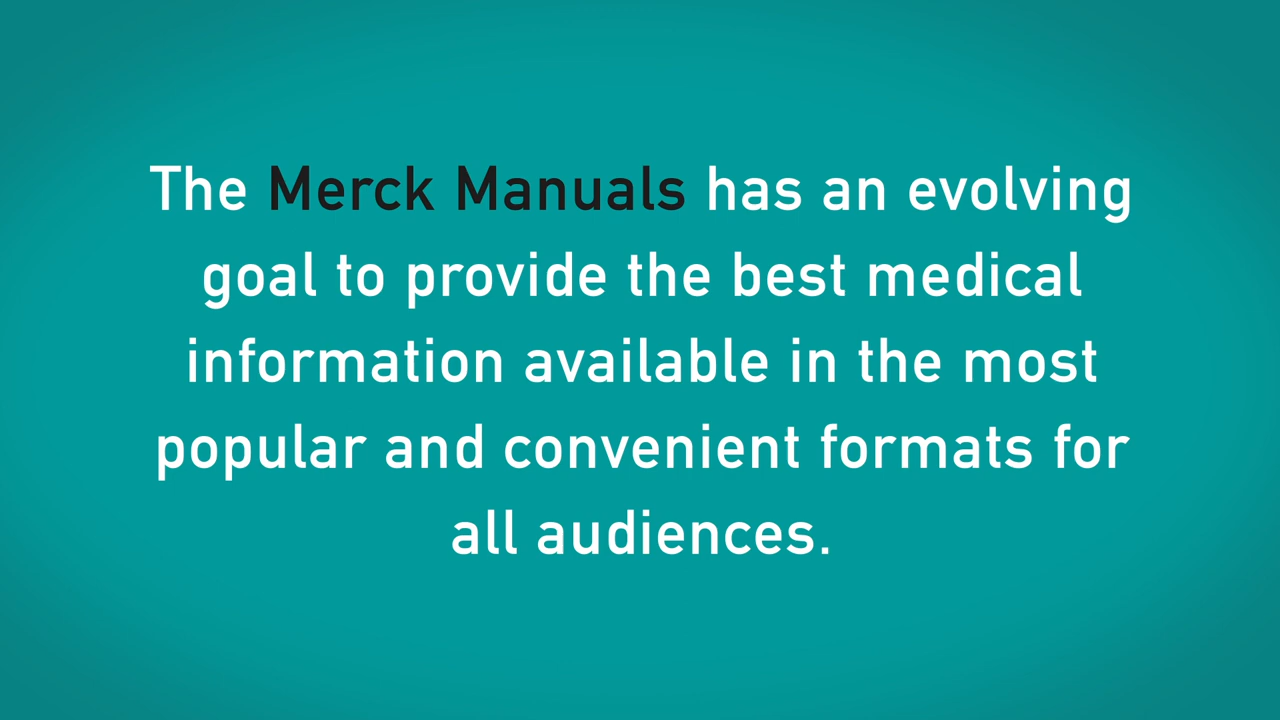 The Merck Manuals has an evolving
goal to provide the best medical
information available in the most
popular and convenient formats for
all audiences.